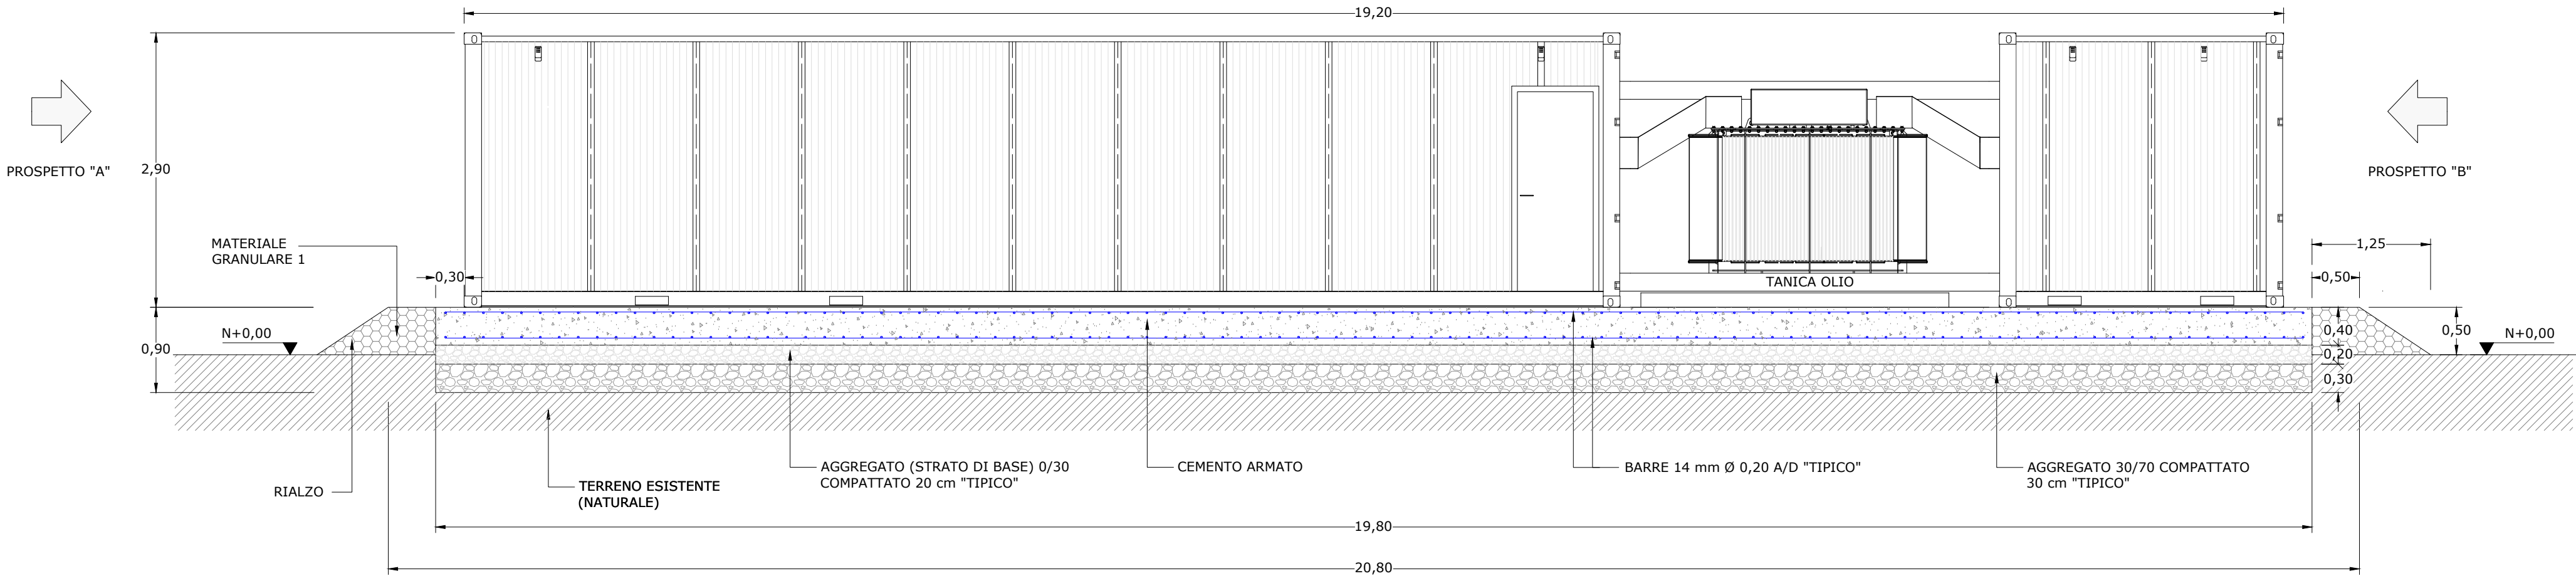 19,20
PROSPETTO "A"
2,90
PROSPETTO "B"
MATERIALE
GRANULARE 1
1,25
0,30
0,50
TANICA OLIO
N+0,00
0,90
0,40
0,50
N+0,00
0,20
0,30
AGGREGATO (STRATO DI BASE) 0/30
COMPATTATO 20 cm "TIPICO"
CEMENTO ARMATO
BARRE 14 mm Ø 0,20 A/D "TIPICO"
AGGREGATO 30/70 COMPATTATO
30 cm "TIPICO"
RIALZO
TERRENO ESISTENTE
(NATURALE)
19,80
20,80